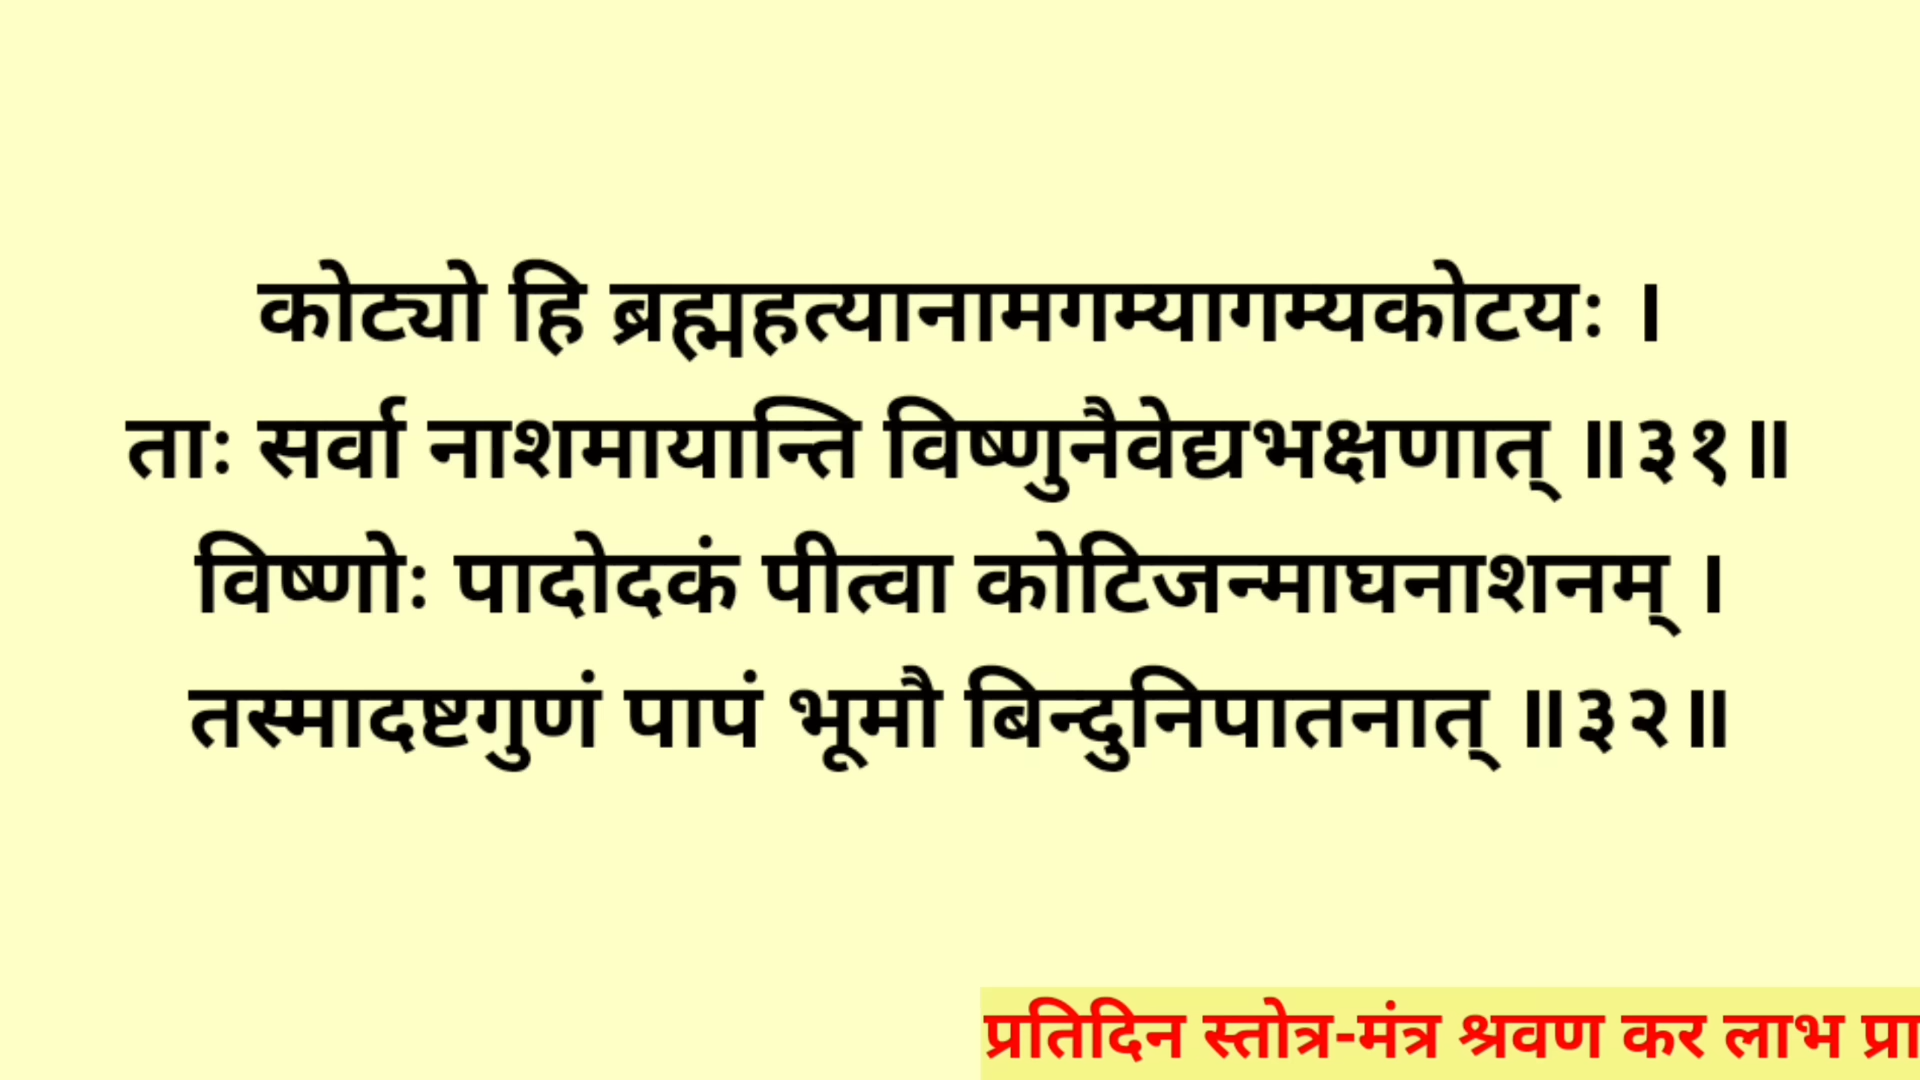 कोट्यो हि ब्रह्महत्यानामगम्यागम्यकोटयः ।
ताः सर्वा नाशमायान्ति विष्णुनैवेद्यभक्षणात् ॥३१॥
विष्णोः पादोदकं पीत्वा कोटिजन्माघनाशनम् ।
तस्मादष्टगुणं पापं भूमौ बिन्दुनिपातनात् ॥३२॥
प्रतिदिन स्तोत्र-मंत्र श्रवण कर लाभ प्रा